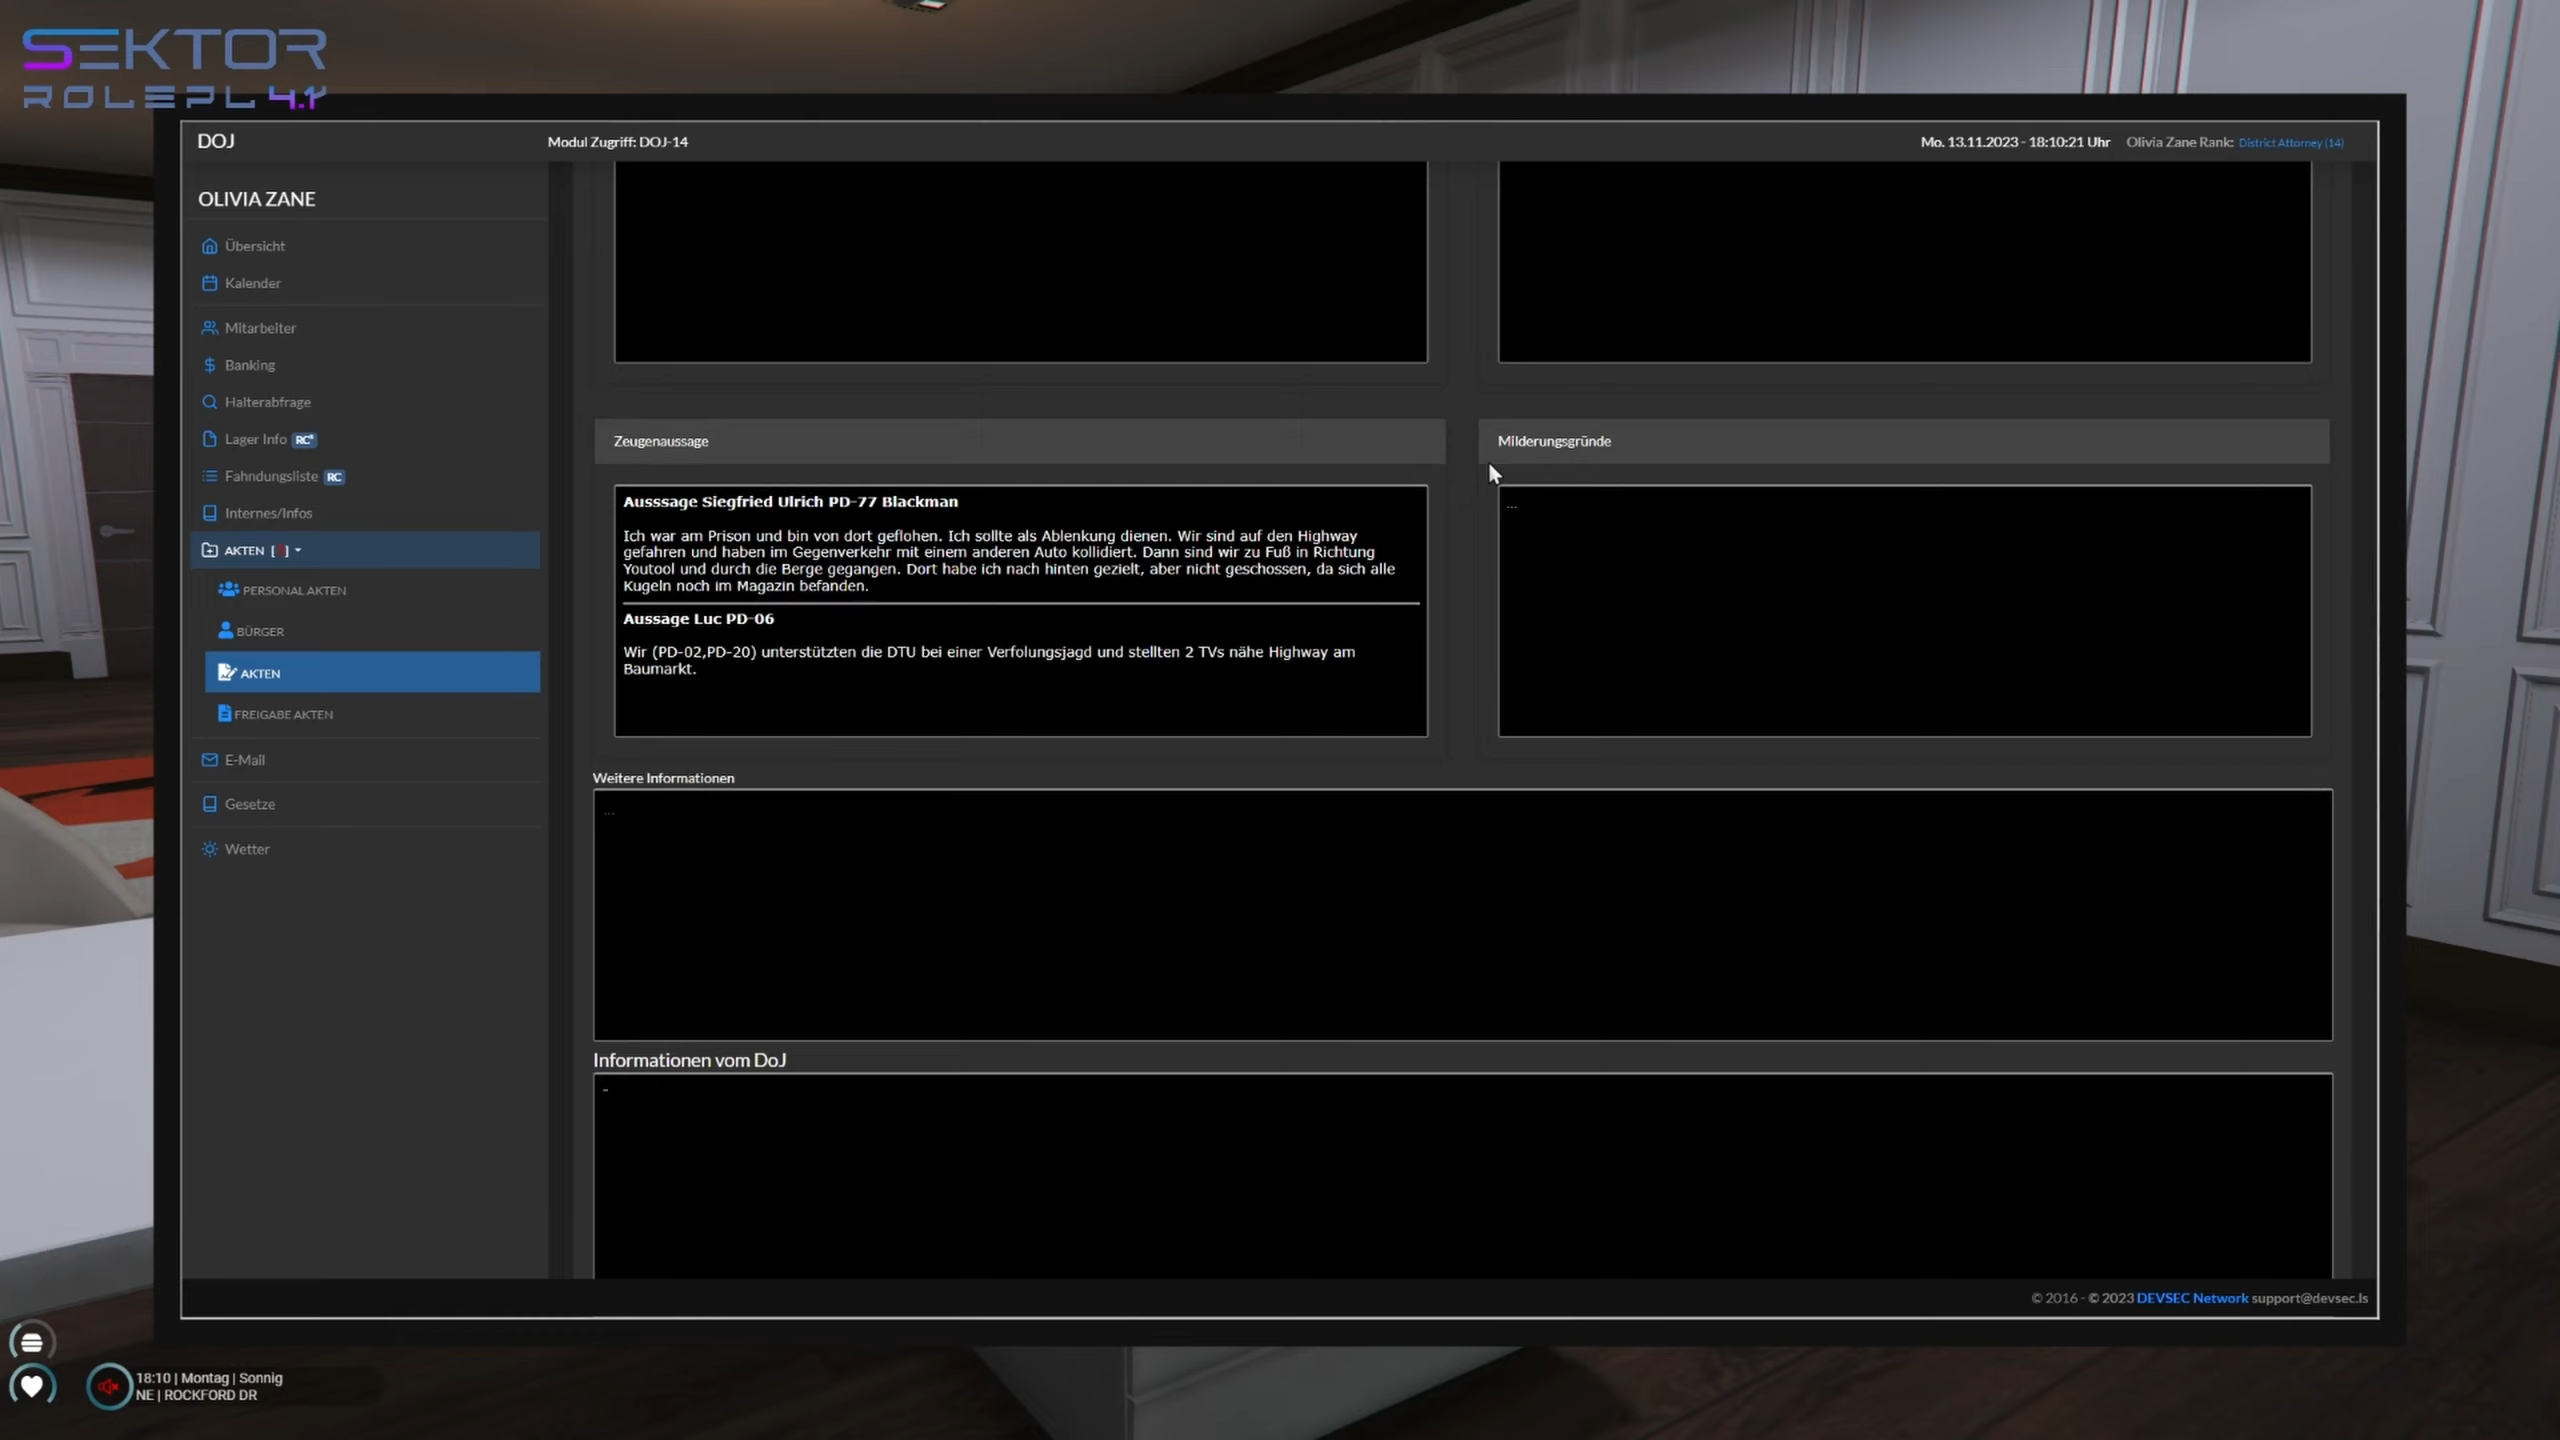 SEKTOR
ROLEPL4.Y
DOJ
Modul Zugriff: DOJ-14
Mo. 13.11.2023 - 18:10:21 Uhr
Olivia Zane Rank: District Attorney (14)
OLIVIA ZANE
Übersicht
Kalender
Mitarbeiter
Banking
Halterabfrage
Lager Info RC³
Fahndungsliste RC
Internes/Infos
AKTEN [ ]
PERSONAL AKTEN
BÜRGER
AKTEN
FREIGABE AKTEN
E-Mail
Gesetze
Wetter
Zeugenaussage
Ausssage Siegfried Ulrich PD-77 Blackman
Ich war am Prison und bin von dort geflohen. Ich sollte als Ablenkung dienen. Wir sind auf den Highway
gefahren und haben im Gegenverkehr mit einem anderen Auto kollidiert. Dann sind wir zu Fuß in Richtung
Youtool und durch die Berge gegangen. Dort habe ich nach hinten gezielt, aber nicht geschossen, da sich alle
Kugeln noch im Magazin befanden.
Aussage Luc PD-06
Wir (PD-02,PD-20) unterstützten die DTU bei einer Verfolungsjagd und stellten 2 TVs nähe Highway am
Baumarkt.
Milderungsgründe
...
Weitere Informationen
...
Informationen vom DoJ
-
© 2016 - © 2023 DEVSEC Network support@devsec.ls
18:10 | Montag | Sonnig
NE | ROCKFORD DR